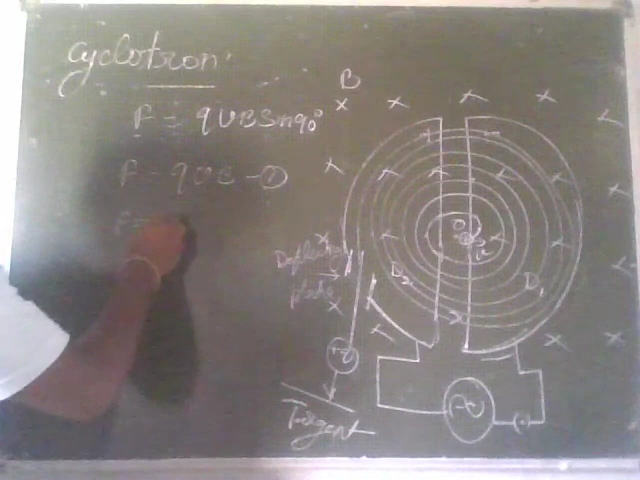 Cyclotron
F = qVBSin90°
F = qVB - ①
F =
B
D2
D1
Deflecting
plate
+q
Target